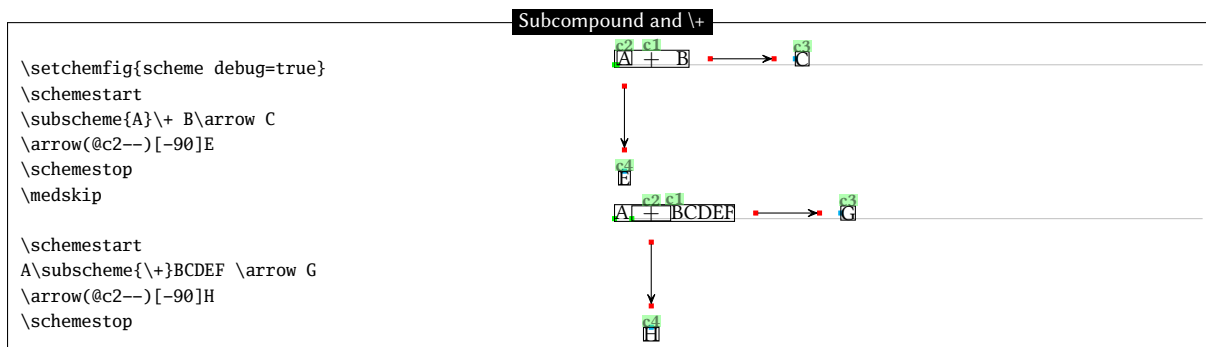 Subcompound and \+
\setchemfig{scheme debug=true}
\schemestart
\subscheme{A}\+ B\arrow C
\arrow(@c2--)[-90]E
\schemestop
\medskip
\schemestart
A\subscheme{\+}BCDEF \arrow G
\arrow(@c2--)[-90]H
\schemestop
c2 c1 c3
A + B C
c4
E
c2 c1 c3
A + BCDEF G
c4
H